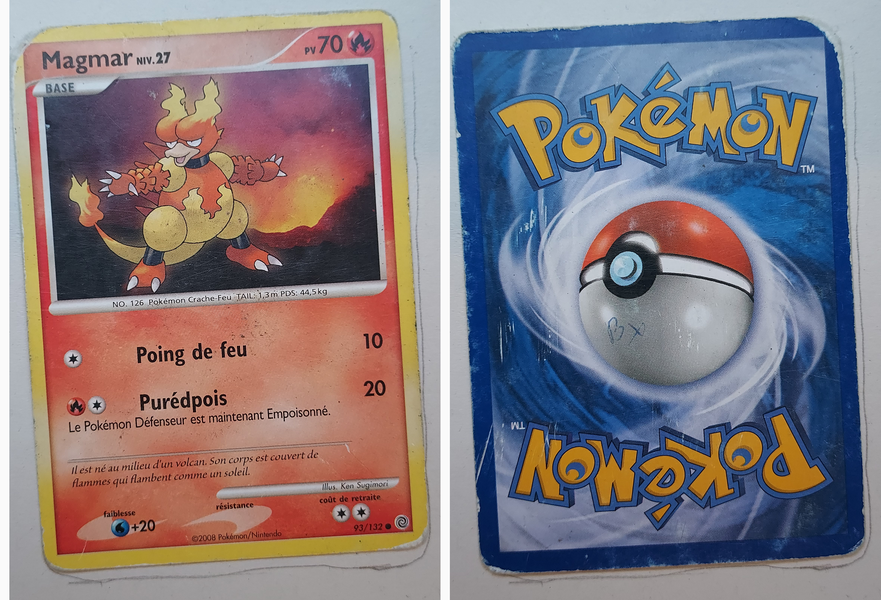 Magmar NIV.27
PV 70
BASE
NO. 126 Pokémon Crache-Feu TAIL: 1,3m PDS: 44,5kg
Poing de feu 10
Purédpois 20
Le Pokémon Défenseur est maintenant Empoisonné.
Il est né au milieu d'un volcan. Son corps est couvert de
flammes qui flambent comme un soleil.
Illus. Ken Sugimori
faiblesse résistance coût de retraite
+20
93/132
©2008 Pokémon/Nintendo
POKéMON
TM
BX
POKéMON
TM